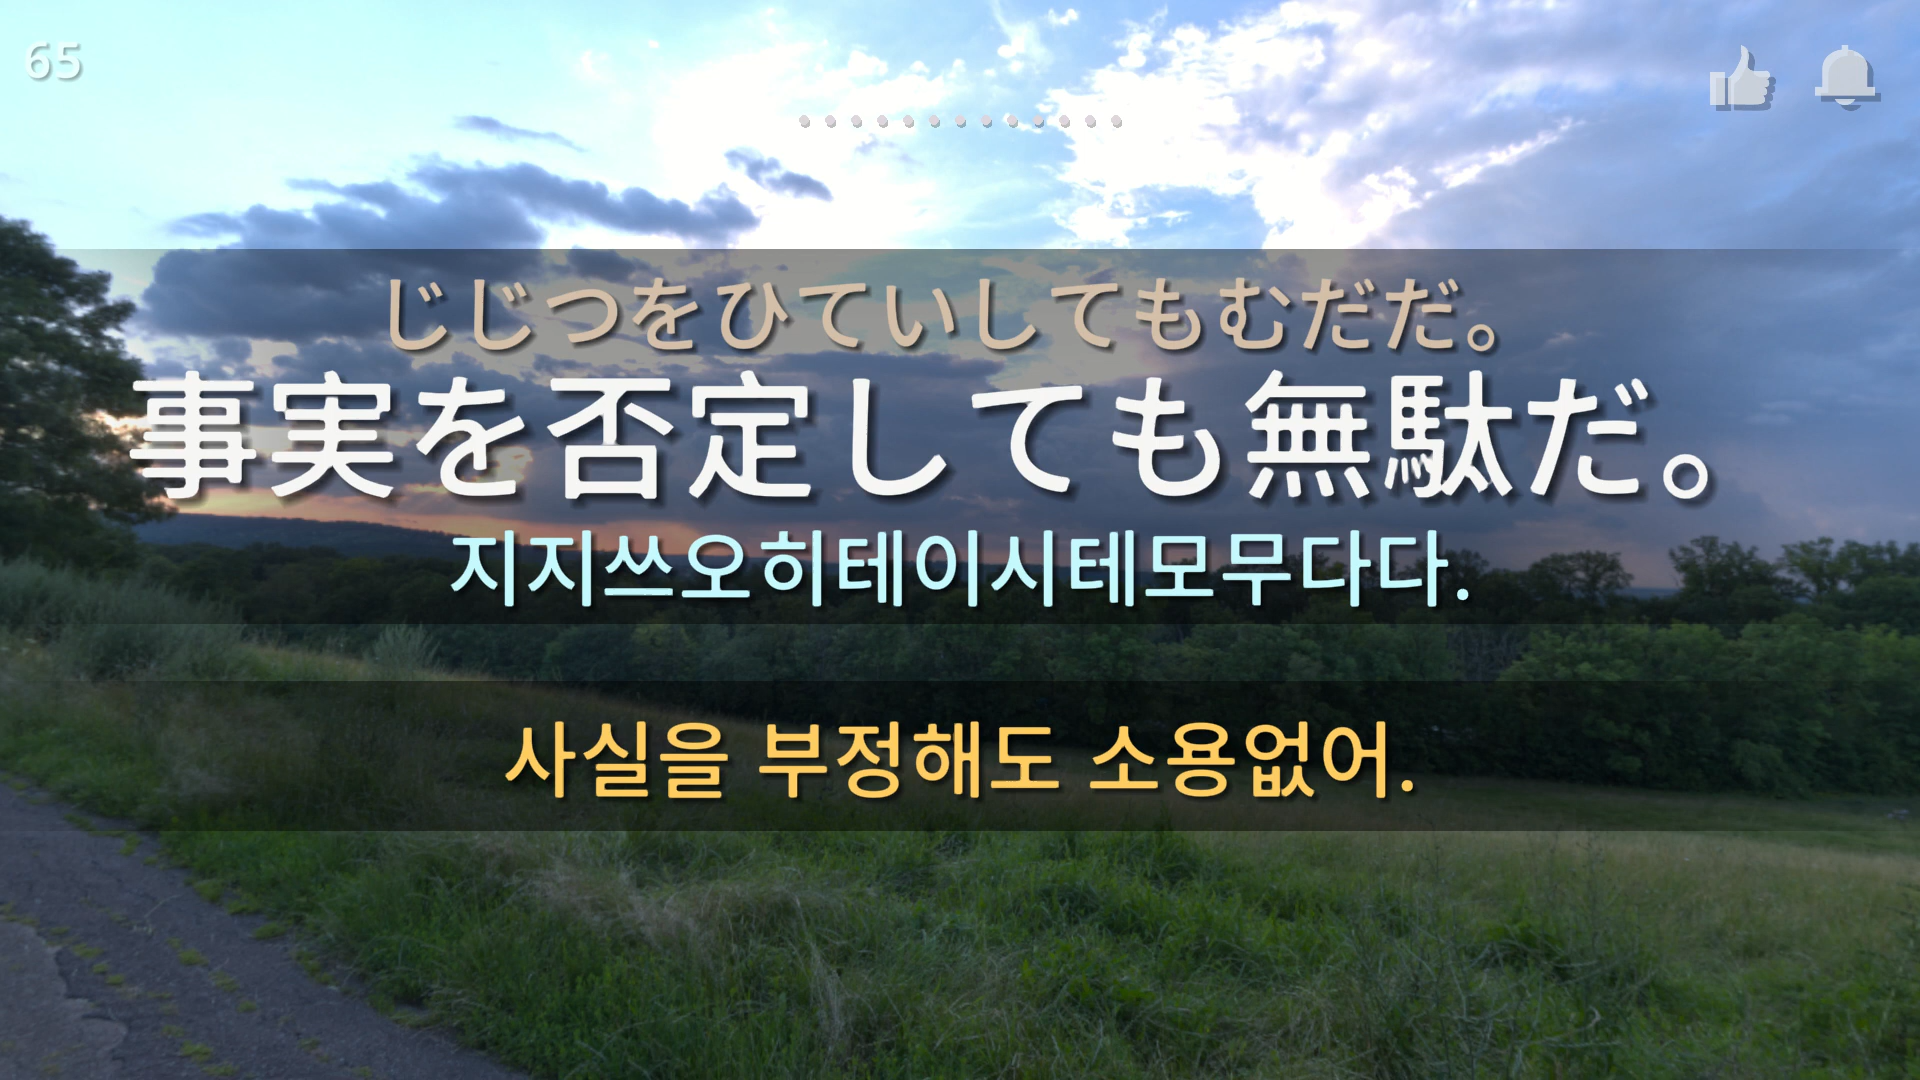 65
じじつをひていしてもむだだ。
事実を否定しても無駄だ。
지지쓰오히테이시테모무다다.
사실을 부정해도 소용없어.